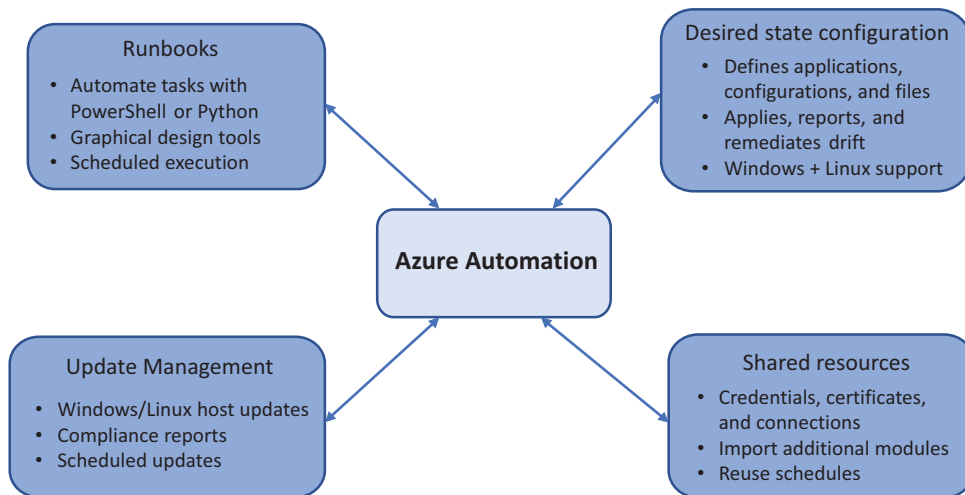 Runbooks
• Automate tasks with
PowerShell or Python
• Graphical design tools
• Scheduled execution
Desired state configuration
• Defines applications,
configurations, and files
• Applies, reports, and
remediates drift
• Windows + Linux support
Azure Automation
Update Management
• Windows/Linux host updates
• Compliance reports
• Scheduled updates
Shared resources
• Credentials, certificates,
and connections
• Import additional modules
• Reuse schedules